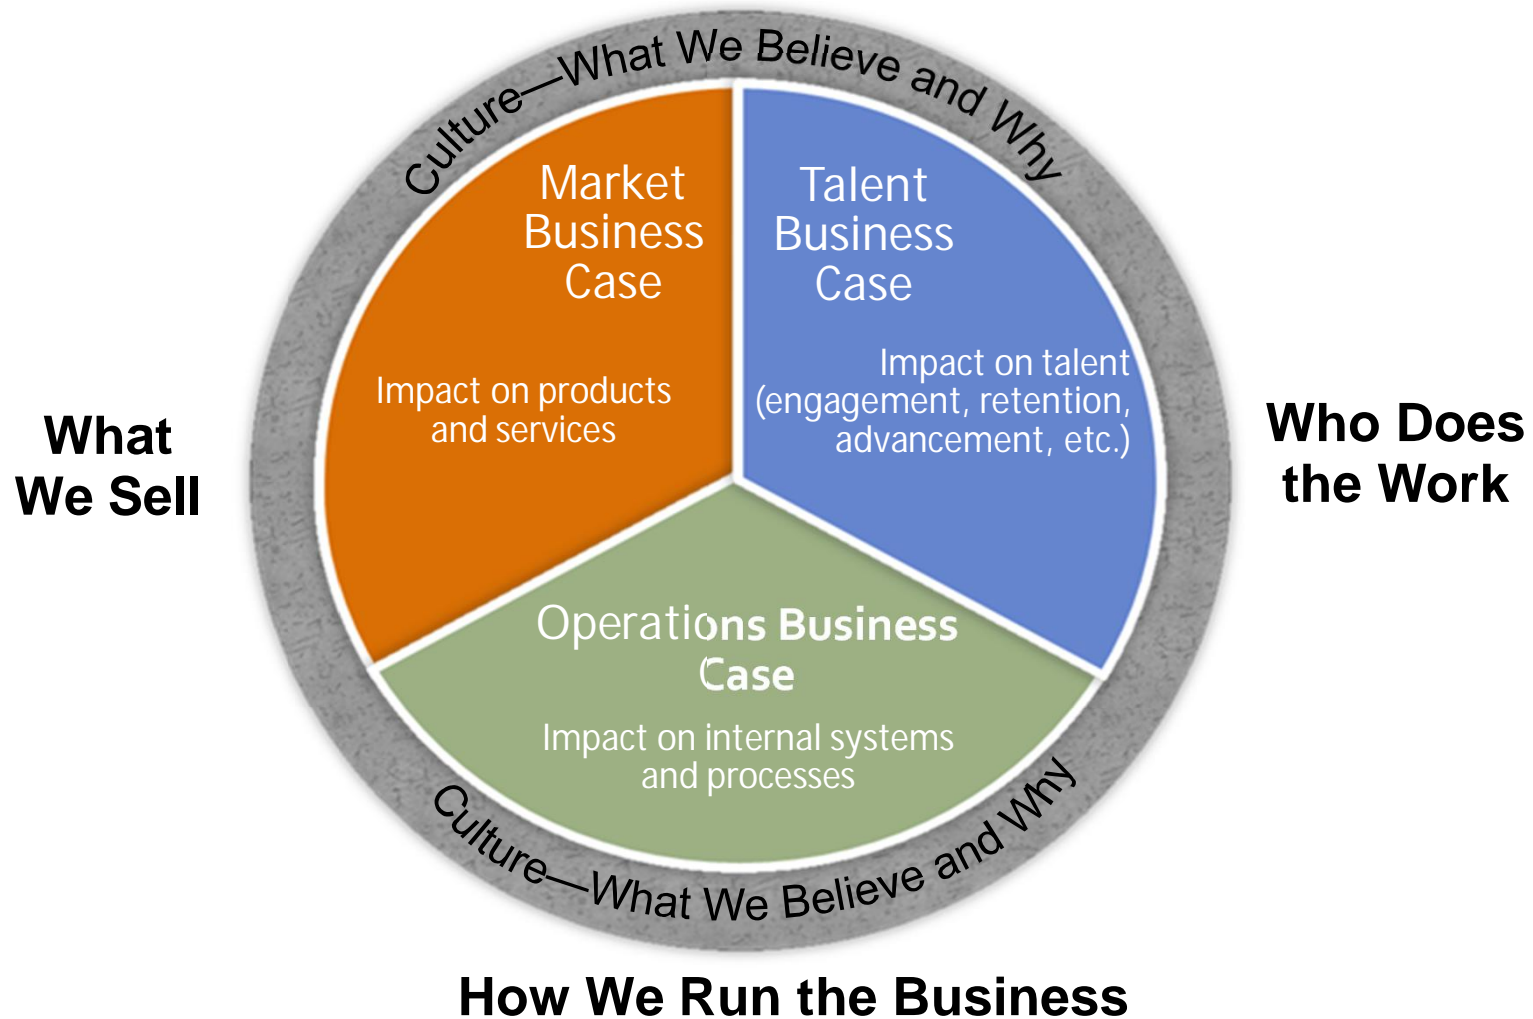 Culture—What We Believe and Why
Market
Business
Case
Impact on products
and services
Talent
Business
Case
Impact on talent
(engagement, retention,
advancement, etc.)
What
We Sell
Who Does
the Work
Operations Business
Case
Impact on internal systems
and processes
Culture—What We Believe and Why
How We Run the Business